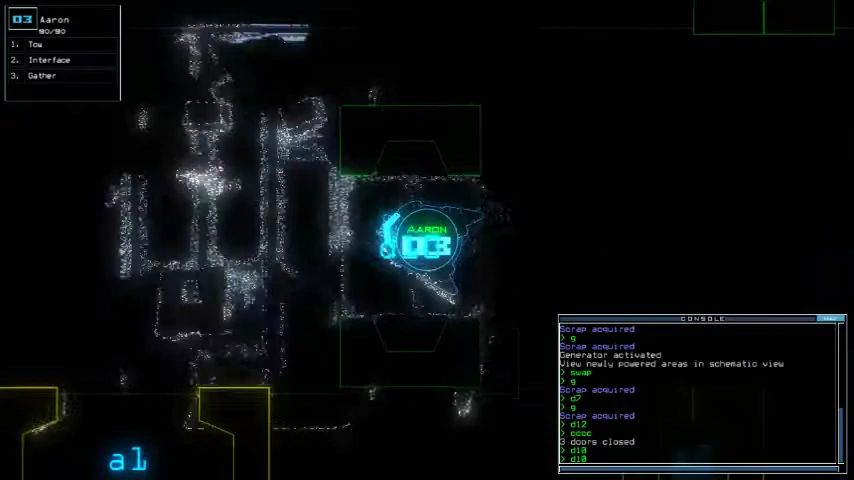 03 Aaron
90/90
1. Tow
2. Interface
3. Gather
AARON
03
a1
CONSOLE
Scrap acquired
> g
Scrap acquired
Generator activated
View newly powered areas in schematic view
> swap
> g
Scrap acquired
> d7
> g
Scrap acquired
> d12
> cccc
3 doors closed
> d10
> d10